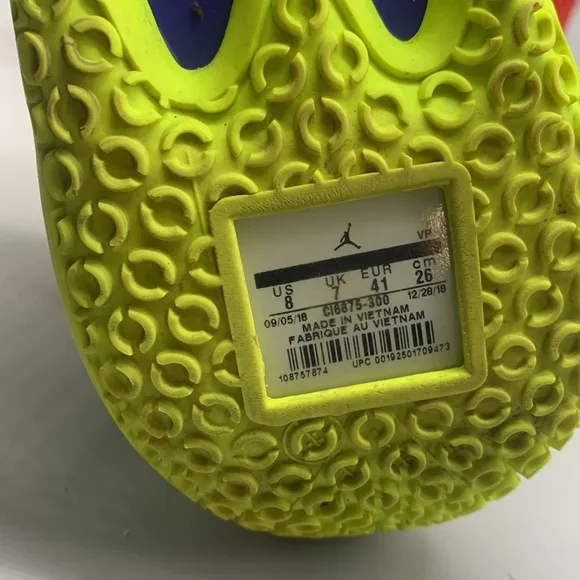 VP
US UK EUR cm
8 7 41 26
09/05/18 CI6875-300 12/28/18
MADE IN VIETNAM
FABRIQUE AU VIETNAM
108757874 UPC 00192501709473